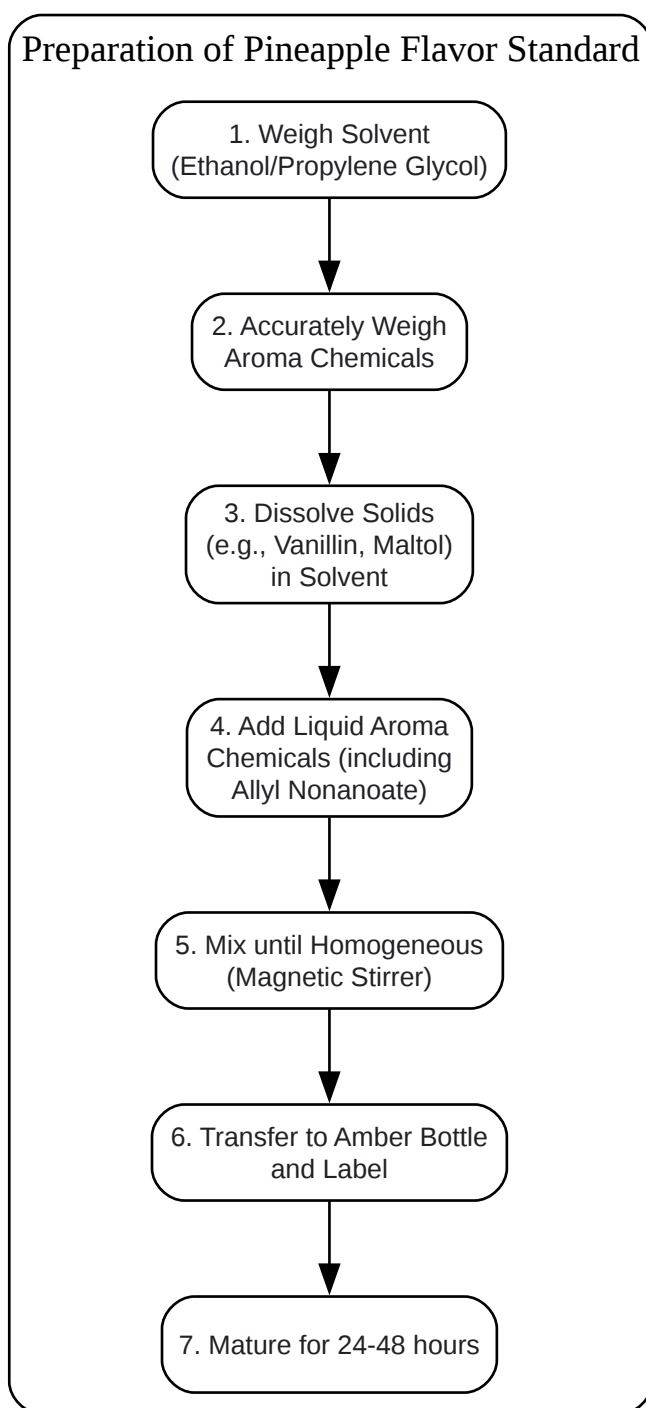 Preparation of Pineapple Flavor Standard
1. Weigh Solvent
(Ethanol/Propylene Glycol)
2. Accurately Weigh
Aroma Chemicals
3. Dissolve Solids
(e.g., Vanillin, Maltol)
in Solvent
4. Add Liquid Aroma
Chemicals (including
Allyl Nonanoate)
5. Mix until Homogeneous
(Magnetic Stirrer)
6. Transfer to Amber Bottle
and Label
7. Mature for 24-48 hours